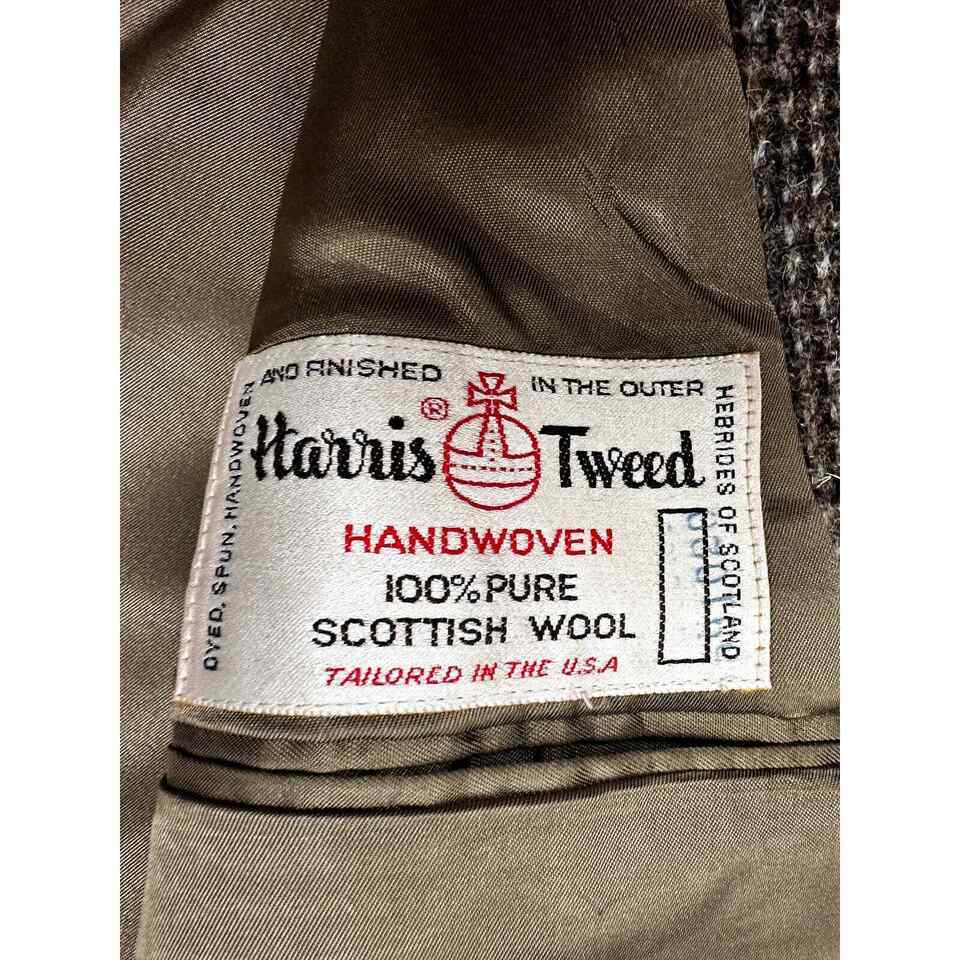 DYED, SPUN, HANDWOVEN
AND FINISHED
IN THE OUTER
HEBRIDES OF SCOTLAND
Harris ® Tweed
HANDWOVEN
100% PURE
SCOTTISH WOOL
TAILORED IN THE U.S.A